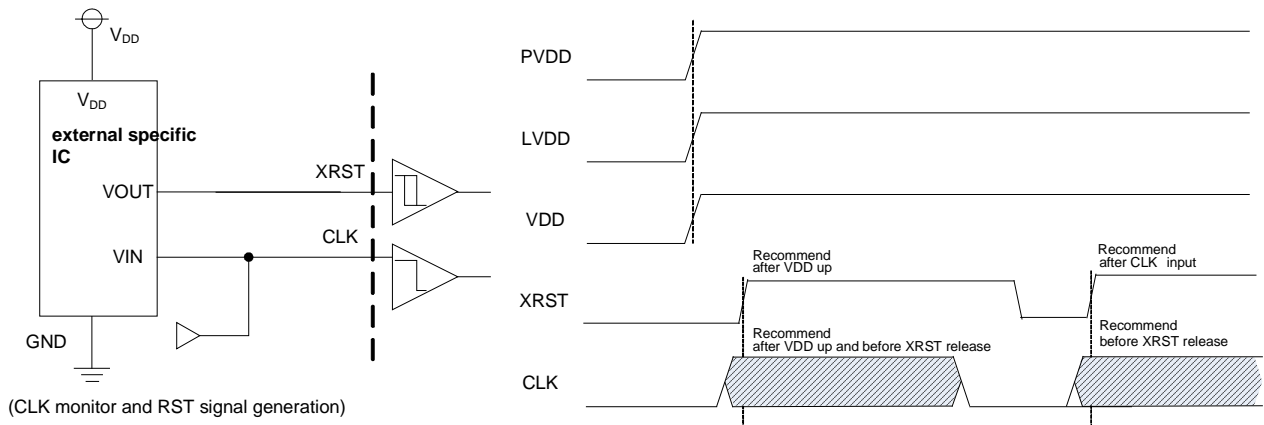 VDD
VDD
external specific
IC
VOUT
XRST
CLK
VIN
GND
(CLK monitor and RST signal generation)
PVDD
LVDD
VDD
XRST
Recommend
after VDD up
Recommend
after CLK input
CLK
Recommend
after VDD up and before XRST release
Recommend
before XRST release